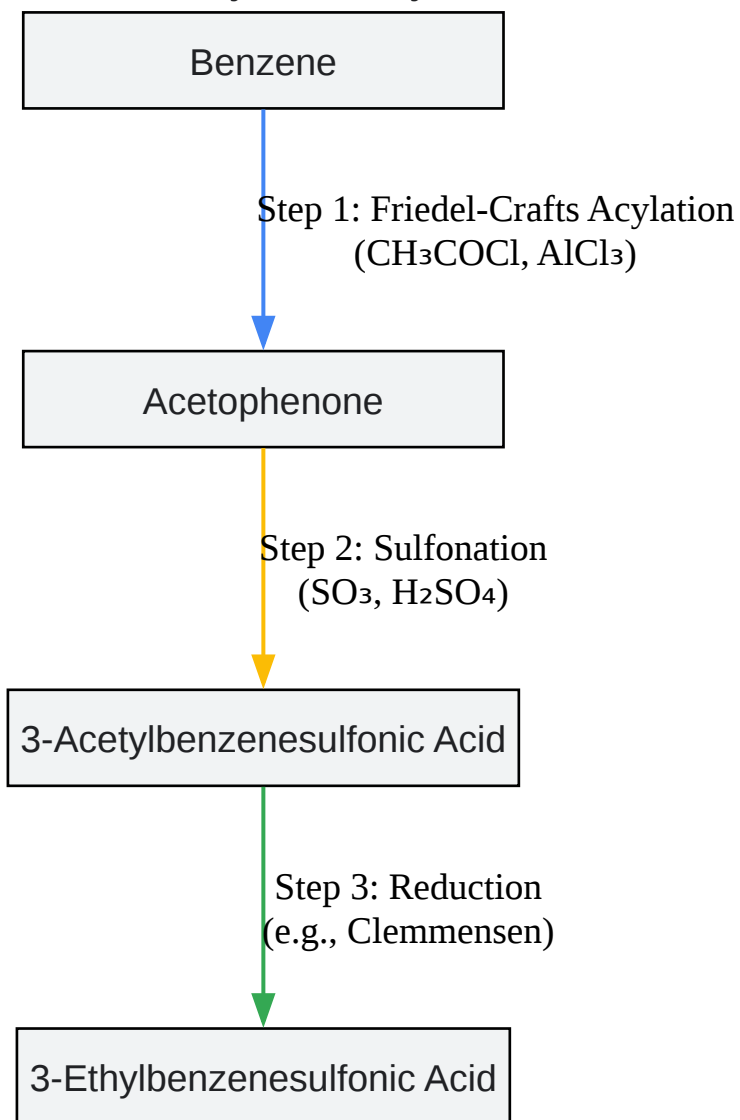 Benzene
Step 1: Friedel-Crafts Acylation
(CH₃COCl, AlCl₃)
Acetophenone
Step 2: Sulfonation
(SO₃, H₂SO₄)
3-Acetylbenzenesulfonic Acid
Step 3: Reduction
(e.g., Clemmensen)
3-Ethylbenzenesulfonic Acid